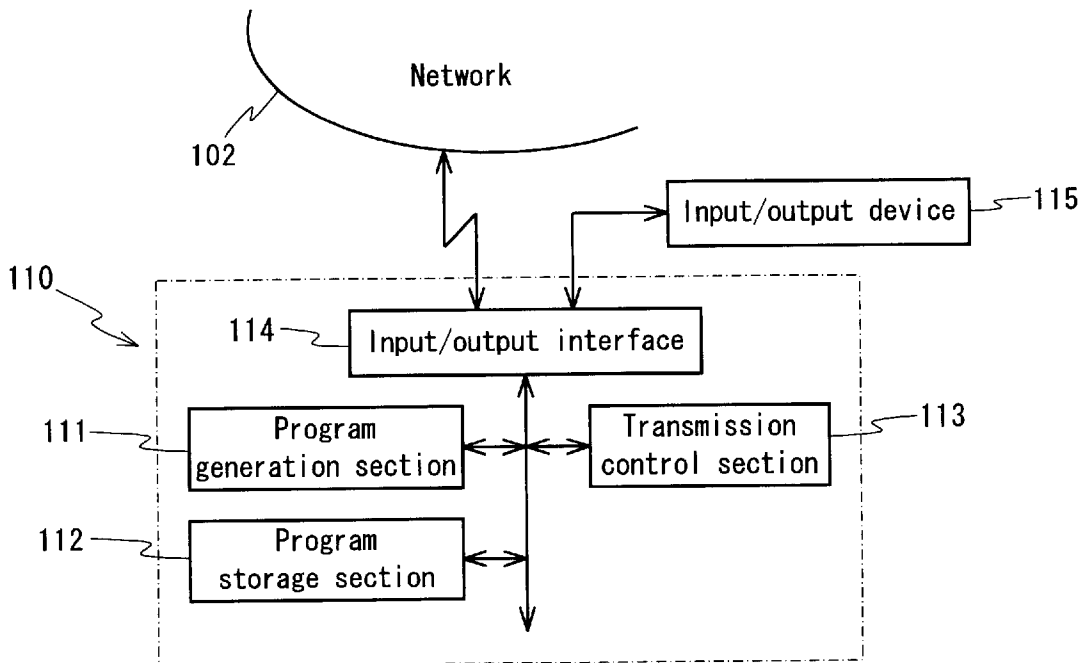 Network
102
Input/output device
115
110
114
Input/output interface
111
Program
generation section
Transmission
control section
113
112
Program
storage section